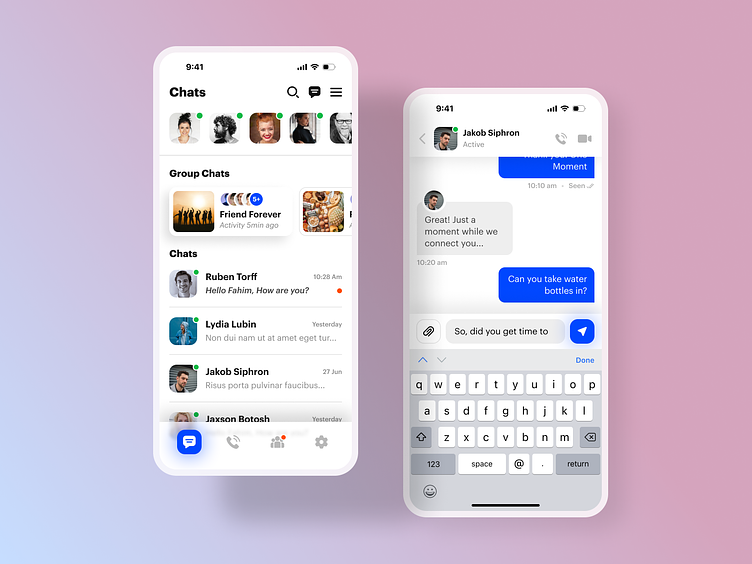 9:41
Chats
Group Chats
5+
Friend Forever
Activity 5min ago
Chats
Ruben Torff
10:28 Am
Hello Fahim, How are you?
Lydia Lubin
Yesterday
Non dui nam ut at amet eget tur...
Jakob Siphron
27 Jun
Risus porta pulvinar faucibus...
Jaxson Botosh
Yesterday
9:41
Jakob Siphron
Active
Moment
10:10 am - Seen
Great! Just a
moment while we
connect you...
10:20 am
Can you take water
bottles in?
So, did you get time to
Done
q w e r t y u i o p
a s d f g h j k l
z x c v b n m
123 space @ . return